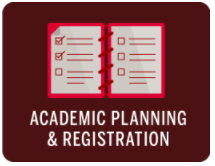 ACADEMIC PLANNING
& REGISTRATION